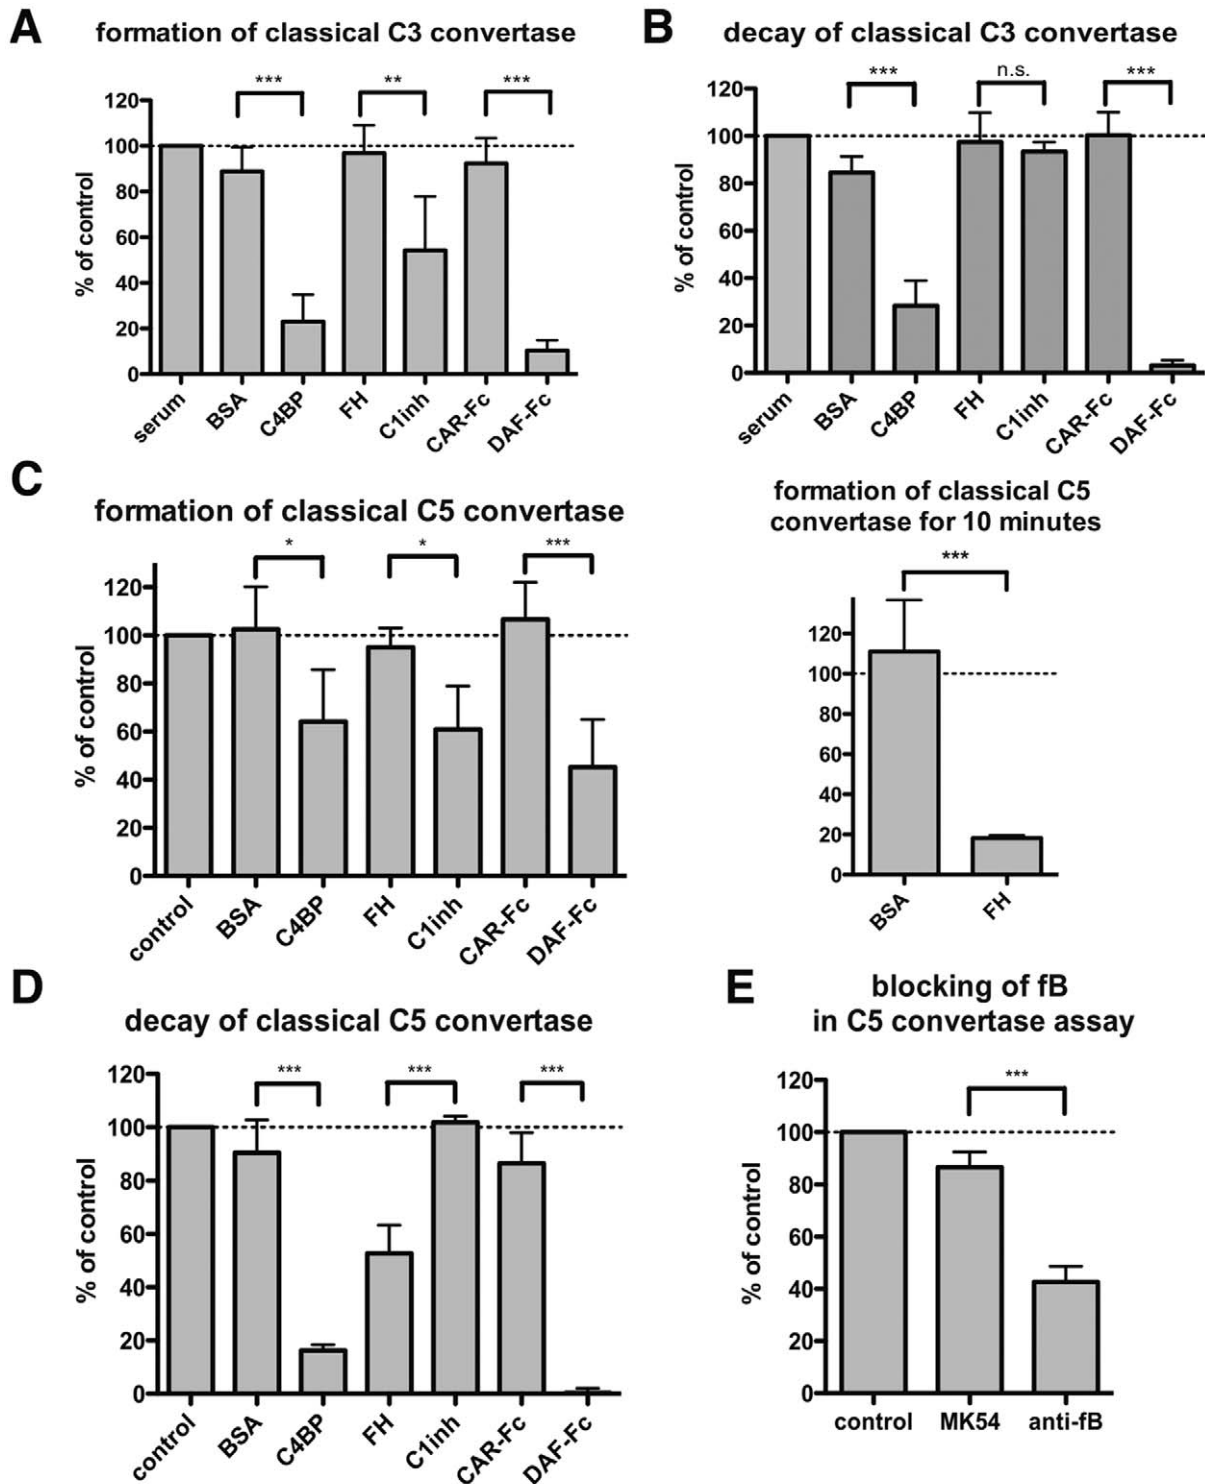 A
formation of classical C3 convertase
*** ** ***
% of control
120
100
80
60
40
20
0
serum BSA C4BP FH C1inh CAR-Fc DAF-Fc
B
decay of classical C3 convertase
*** n.s. ***
% of control
120
100
80
60
40
20
0
serum BSA C4BP FH C1inh CAR-Fc DAF-Fc
C
formation of classical C5 convertase
* * ***
% of control
120
100
80
60
40
20
0
control BSA C4BP FH C1inh CAR-Fc DAF-Fc
formation of classical C5
convertase for 10 minutes
***
120
100
80
60
40
20
0
BSA FH
D
decay of classical C5 convertase
*** *** ***
% of control
120
100
80
60
40
20
0
control BSA C4BP FH C1inh CAR-Fc DAF-Fc
E
blocking of fB
in C5 convertase assay
***
% of control
120
100
80
60
40
20
0
control MK54 anti-fB